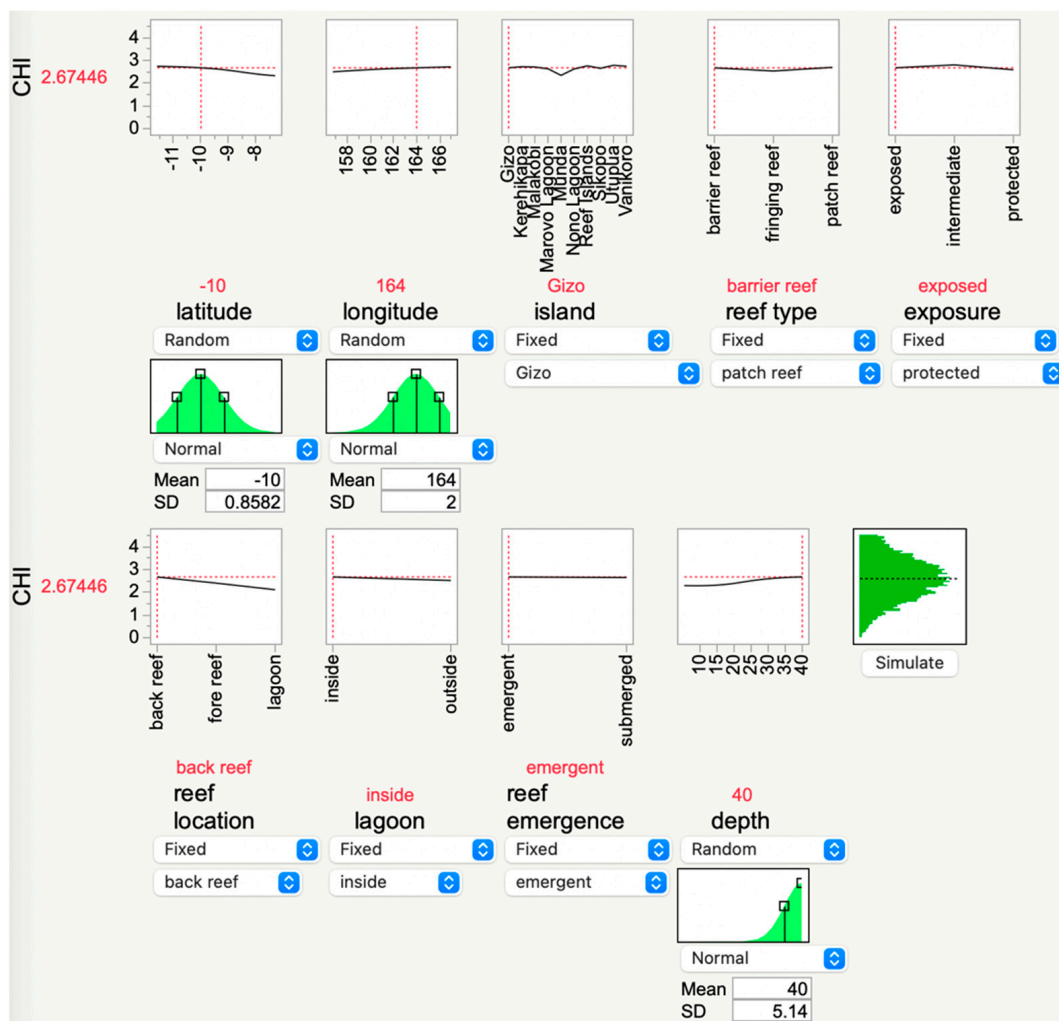 CHI
2.67446
4
3
2
1
0
-11 -10 -9 -8
158 160 162 164 166
Gizo
Kerehikapa
Malakobi
Marovo Lagoon
Munda
Nono Lagoon
Reef Islands
Sikopo
Utupua
Vanikoro
barrier reef
fringing reef
patch reef
exposed
intermediate
protected
-10 164 Gizo barrier reef exposed
latitude longitude island reef type exposure
Random Random Fixed Fixed Fixed
Gizo patch reef protected
Normal Normal
Mean -10 Mean 164
SD 0.8582 SD 2
CHI
2.67446
4
3
2
1
0
back reef
fore reef
lagoon
inside
outside
emergent
submerged
10 15 20 25 30 35 40
Simulate
back reef inside emergent 40
reef location lagoon reef emergence depth
Fixed Fixed Fixed Random
back reef inside emergent
Normal
Mean 40
SD 5.14